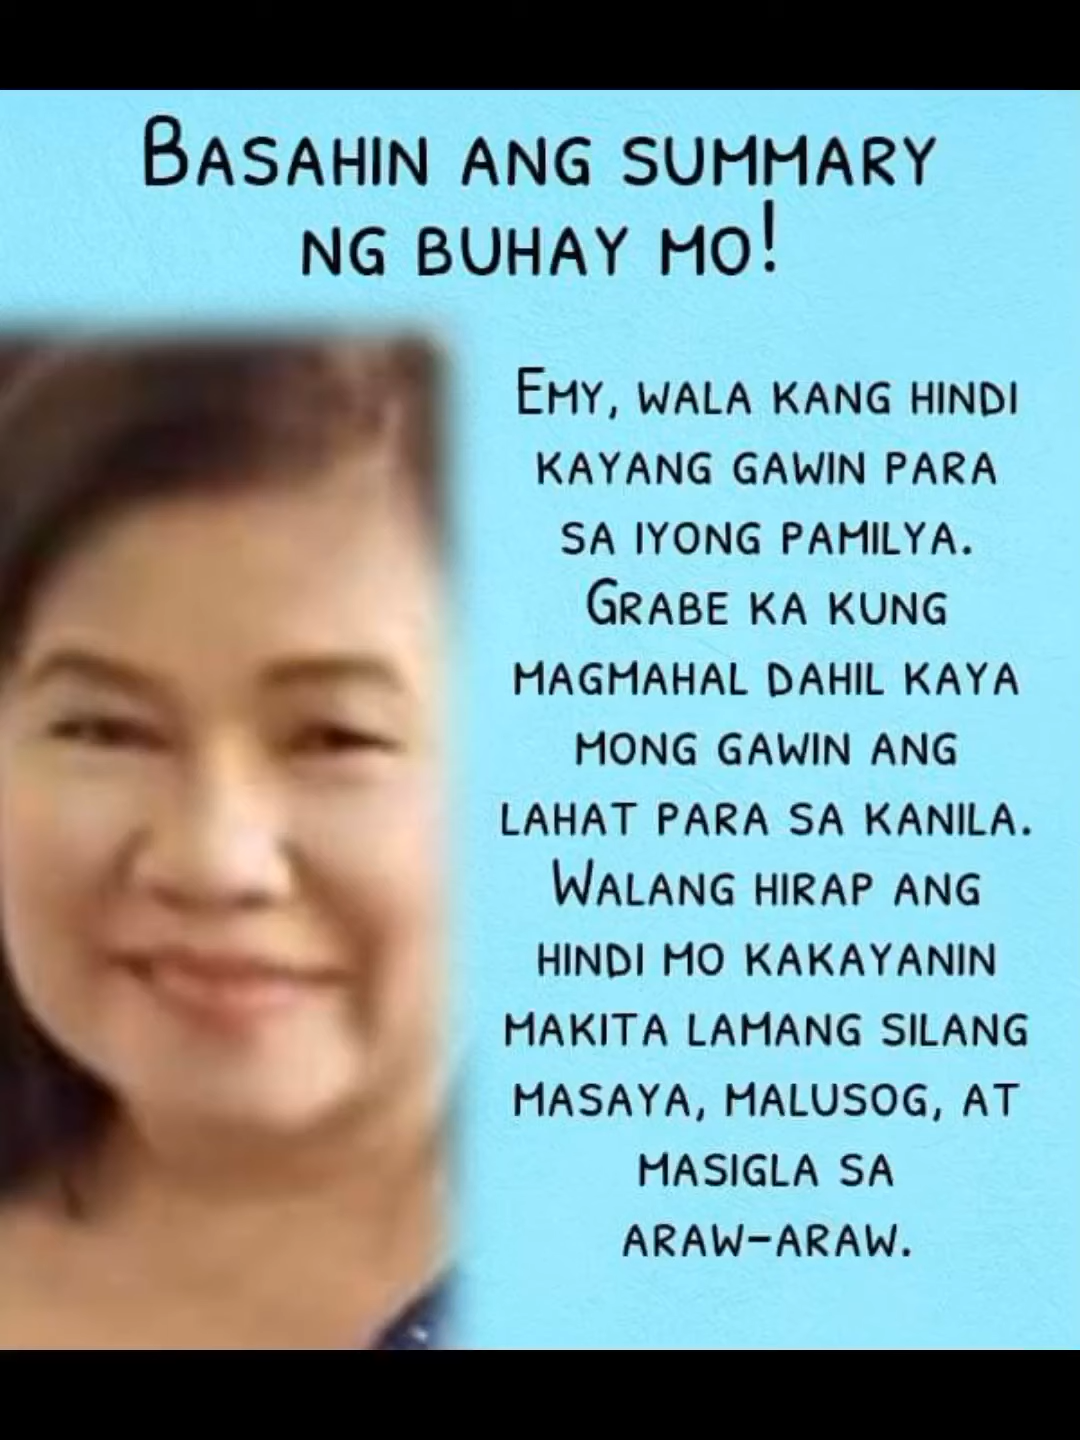 Basahin ang summary
ng buhay mo!
Emy, wala kang hindi
kayang gawin para
sa iyong pamilya.
Grabe ka kung
magmahal dahil kaya
mong gawin ang
lahat para sa kanila.
Walang hirap ang
hindi mo kakayanin
makita lamang silang
masaya, malusog, at
masigla sa
araw-araw.